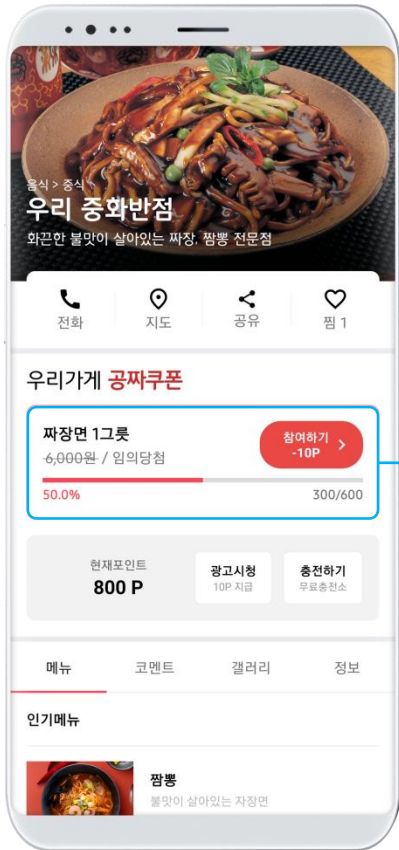 음식 > 중식
우리 중화반점
화끈한 불맛이 살아있는 짜장, 짬뽕 전문점
전화
지도
공유
찜 1
우리가게 공짜쿠폰
짜장면 1그릇
6,000원 / 임의당첨
참여하기
-10P
50.0%
300/600
현재포인트
800 P
광고시청
10P 지급
충전하기
무료충전소
메뉴
코멘트
갤러리
정보
인기메뉴
짬뽕
불맛이 살아있는 자장면